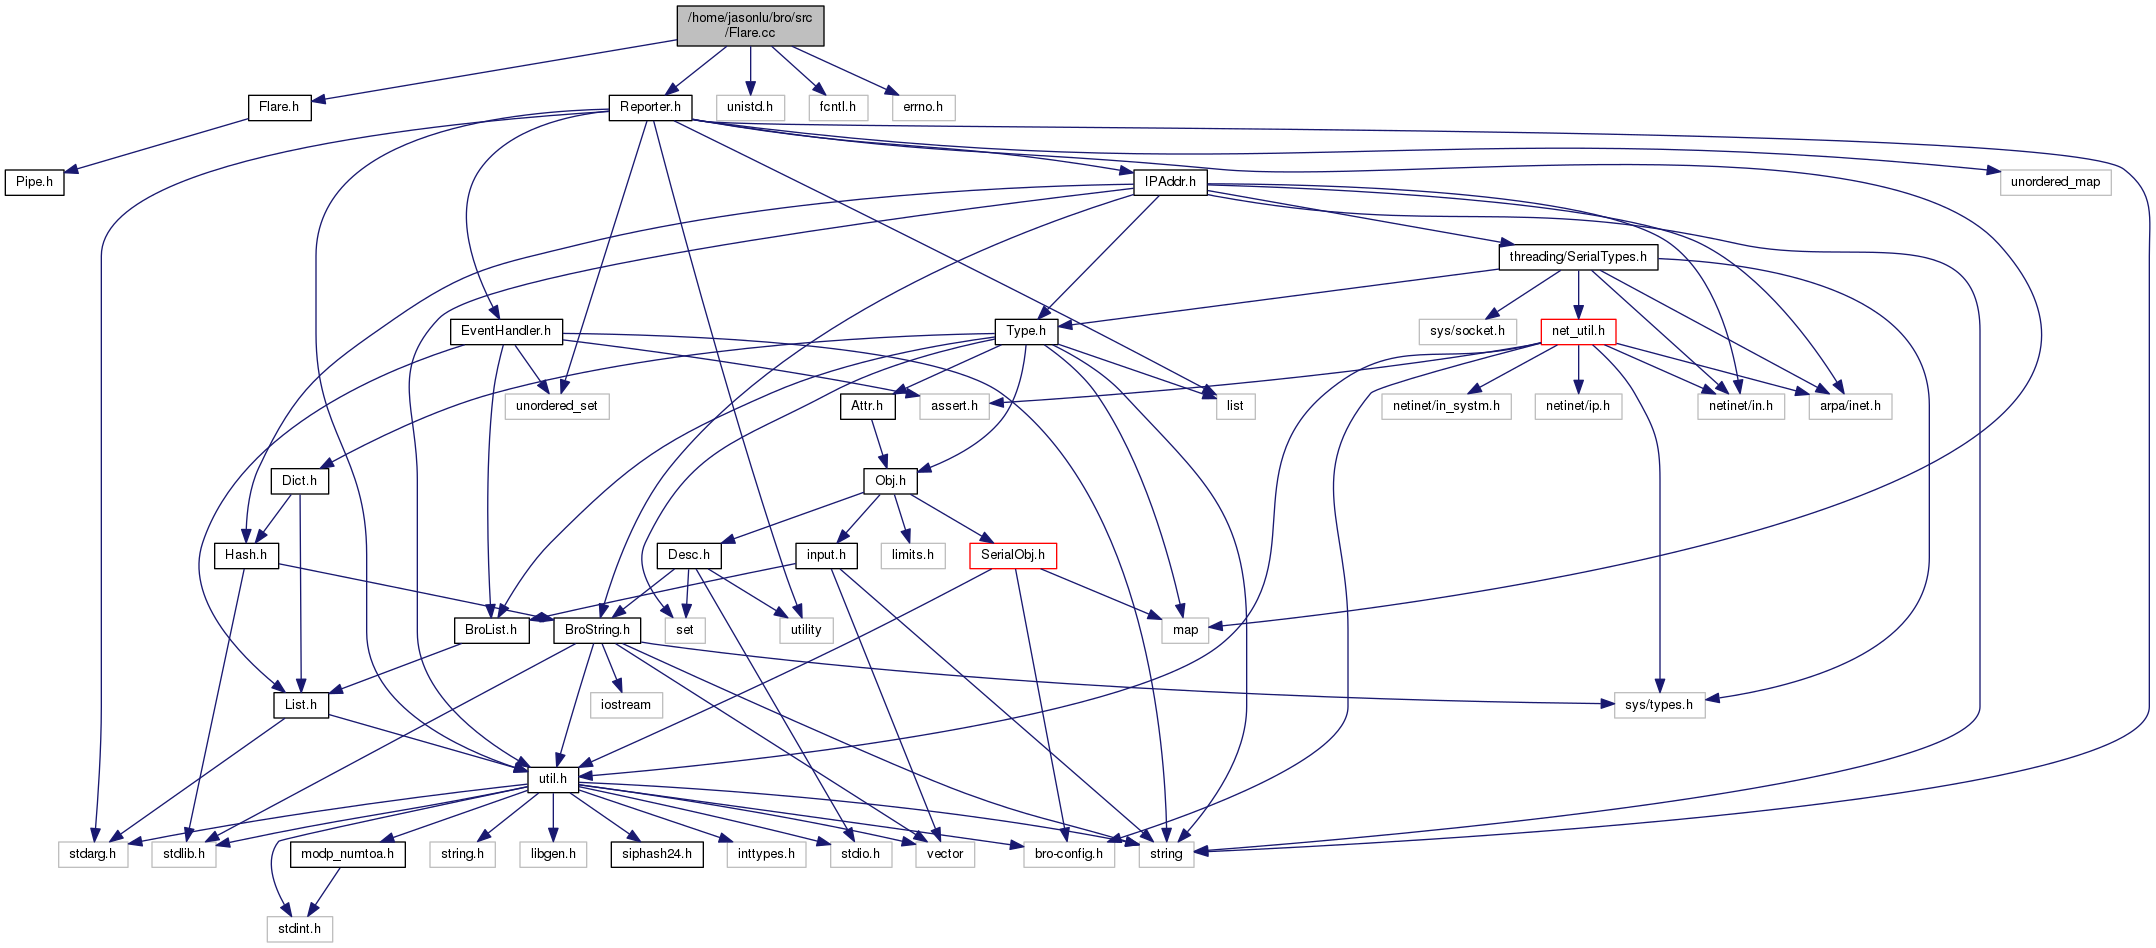 /home/jasonlu/bro/src
/Flare.cc
Flare.h
Reporter.h
unistd.h
fcntl.h
errno.h
Pipe.h
IPAddr.h
unordered_map
threading/SerialTypes.h
EventHandler.h
Type.h
sys/socket.h
net_util.h
unordered_set
Attr.h
assert.h
list
netinet/in_systm.h
netinet/ip.h
netinet/in.h
arpa/inet.h
Dict.h
Obj.h
Hash.h
Desc.h
input.h
limits.h
SerialObj.h
BroList.h
BroString.h
set
utility
map
List.h
iostream
sys/types.h
util.h
stdarg.h
stdlib.h
modp_numtoa.h
string.h
libgen.h
siphash24.h
inttypes.h
stdio.h
vector
bro-config.h
string
stdint.h